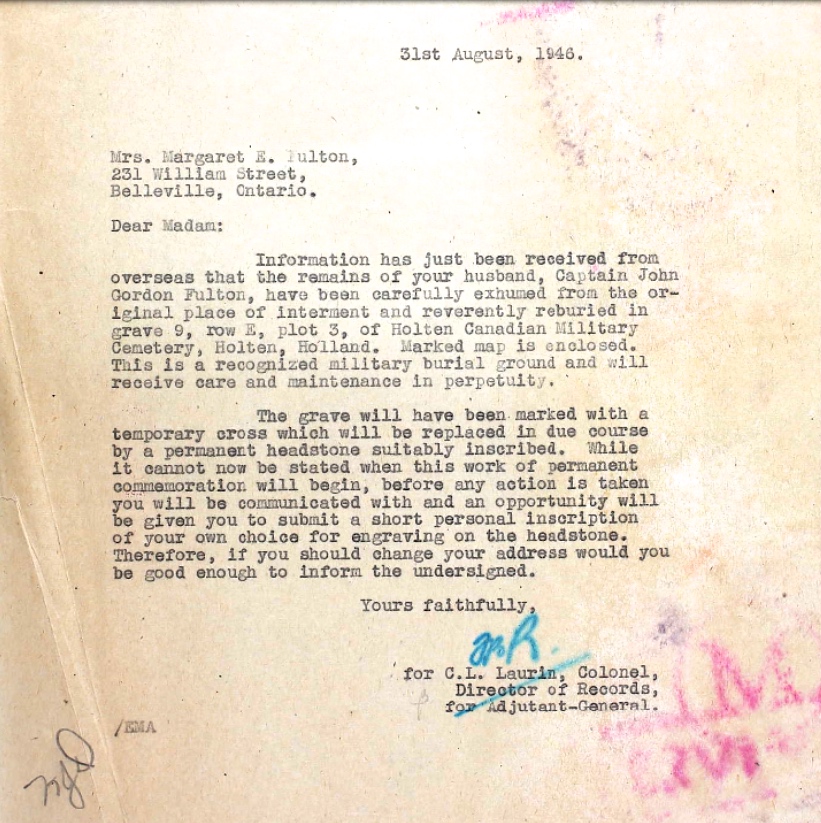 31st August, 1946.
Mrs. Margaret E. Fulton,
231 William Street,
Belleville, Ontario.
Dear Madam:
Information has just been received from
overseas that the remains of your husband, Captain John
Gordon Fulton, have been carefully exhumed from the or-
iginal place of interment and reverently reburied in
grave 9, row E, plot 3, of Holten Canadian Military
Cemetery, Holten, Holland. Marked map is enclosed.
This is a recognized military burial ground and will
receive care and maintenance in perpetuity.
The grave will have been marked with a
temporary cross which will be replaced in due course
by a permanent headstone suitably inscribed. While
it cannot now be stated when this work of permanent
commemoration will begin, before any action is taken
you will be communicated with and an opportunity will
be given you to submit a short personal inscription
of your own choice for engraving on the headstone.
Therefore, if you should change your address would you
be good enough to inform the undersigned.
Yours faithfully,
for C.L. Laurin, Colonel,
Director of Records,
for Adjutant-General.
/EMA